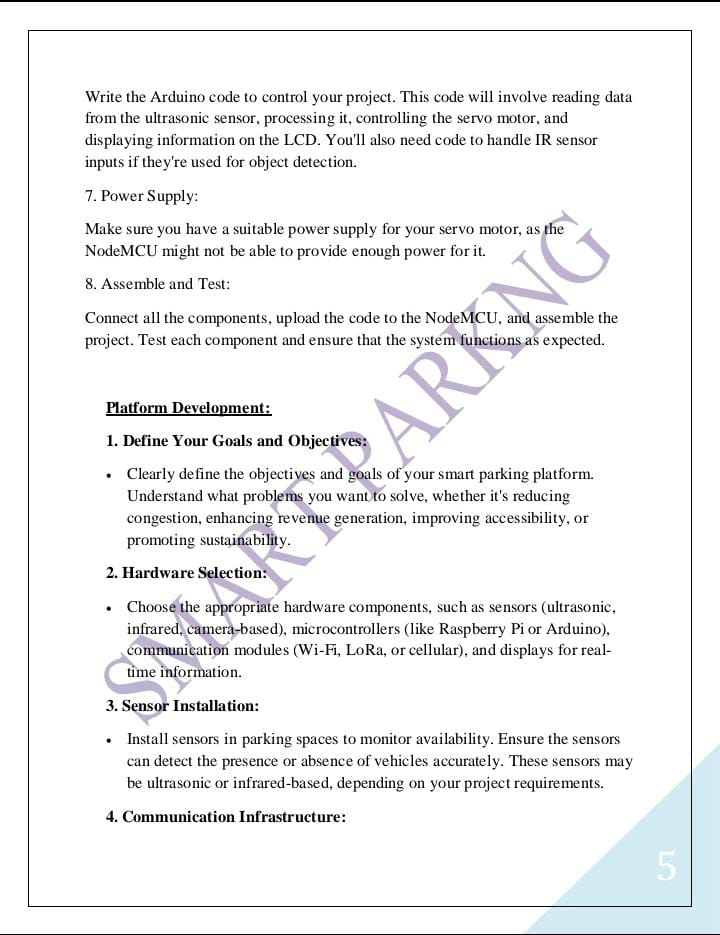 Write the Arduino code to control your project. This code will involve reading data
from the ultrasonic sensor, processing it, controlling the servo motor, and
displaying information on the LCD. You'll also need code to handle IR sensor
inputs if they're used for object detection.
7. Power Supply:
Make sure you have a suitable power supply for your servo motor, as the
NodeMCU might not be able to provide enough power for it.
8. Assemble and Test:
Connect all the components, upload the code to the NodeMCU, and assemble the
project. Test each component and ensure that the system functions as expected.
Platform Development:
1. Define Your Goals and Objectives:
• Clearly define the objectives and goals of your smart parking platform.
Understand what problems you want to solve, whether it's reducing
congestion, enhancing revenue generation, improving accessibility, or
promoting sustainability.
2. Hardware Selection:
• Choose the appropriate hardware components, such as sensors (ultrasonic,
infrared, camera-based), microcontrollers (like Raspberry Pi or Arduino),
communication modules (Wi-Fi, LoRa, or cellular), and displays for real-
time information.
3. Sensor Installation:
• Install sensors in parking spaces to monitor availability. Ensure the sensors
can detect the presence or absence of vehicles accurately. These sensors may
be ultrasonic or infrared-based, depending on your project requirements.
4. Communication Infrastructure:
SMART PARKNG
5